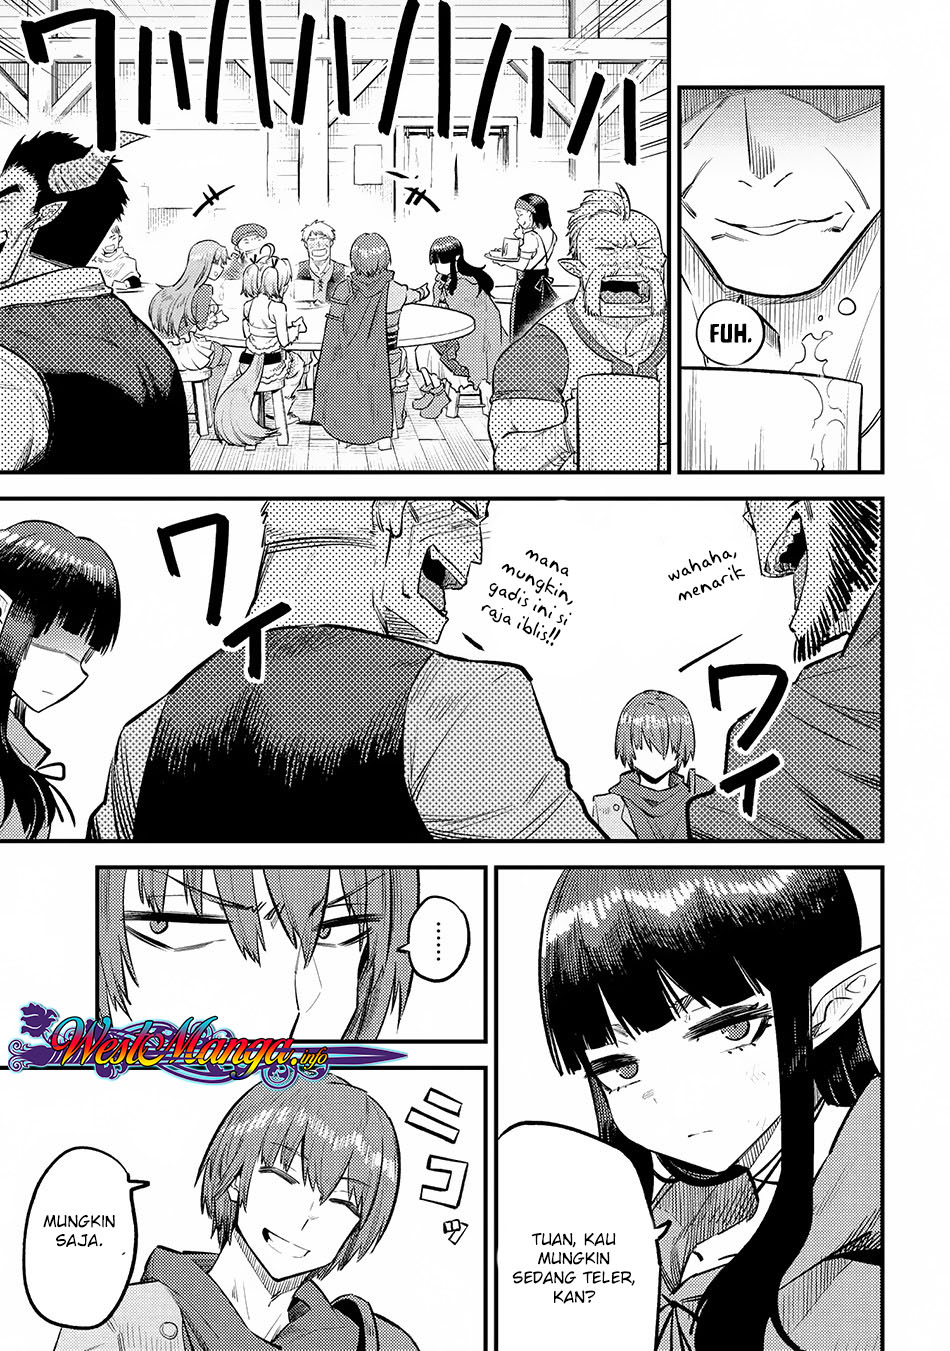 FUH.
ワハハハハハハ
wahaha,
menarik
mana
mungkin,
gadis ini si
raja iblis!!
ワイ
ワイ
TUAN, KAU
MUNGKIN
SEDANG TELER,
KAN?
......
WestManga.info
ニコッ
MUNGKIN
SAJA.